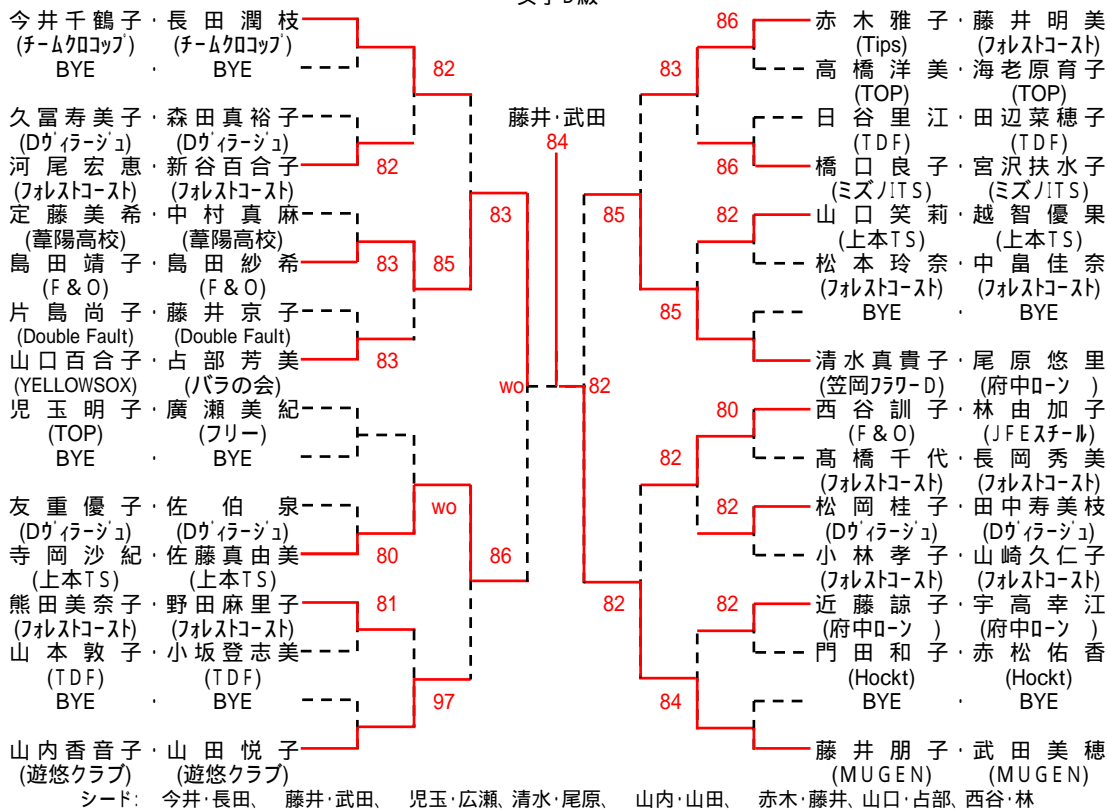 今井千鶴子・長田潤枝
(チームクロコップ) (チームクロコップ)
BYE ・ BYE
久冨寿美子・森田真裕子
(Dヴィラージュ) (Dヴィラージュ)
河尾宏恵・新谷百合子
(フォレストコースト) (フォレストコースト)
定藤美希・中村真麻
(葦陽高校) (葦陽高校)
島田靖子・島田紗希
(F&O) (F&O)
片島尚子・藤井京子
(Double Fault) (Double Fault)
山口百合子・占部芳美
(YELLOWSOX) (バラの会)
児玉明子・廣瀬美紀
(TOP) (フリー)
BYE ・ BYE
友重優子・佐伯泉
(Dヴィラージュ) (Dヴィラージュ)
寺岡沙紀・佐藤真由美
(上本TS) (上本TS)
熊田美奈子・野田麻里子
(フォレストコースト) (フォレストコースト)
山本敦子・小坂登志美
(TDF) (TDF)
BYE ・ BYE
山内香音子・山田悦子
(遊悠クラブ) (遊悠クラブ)
82
82
83
83
85
83
wo
wo
80
86
81
97
藤井・武田
84
82
86
83
86
85
82
85
80
82
82
82
82
84
赤木雅子・藤井明美
(Tips) (フォレストコースト)
高橋洋美・海老原育子
(TOP) (TOP)
日谷里江・田辺菜穂子
(TDF) (TDF)
橋口良子・宮沢扶水子
(ミズノITS) (ミズノITS)
山口笑莉・越智優果
(上本TS) (上本TS)
松本玲奈・中畠佳奈
(フォレストコースト) (フォレストコースト)
BYE ・ BYE
清水真貴子・尾原悠里
(笠岡フラワーD) (府中ローン )
西谷訓子・林由加子
(F&O) (JFEスチール)
髙橋千代・長岡秀美
(フォレストコースト) (フォレストコースト)
松岡桂子・田中寿美枝
(Dヴィラージュ) (Dヴィラージュ)
小林孝子・山崎久仁子
(フォレストコースト) (フォレストコースト)
近藤諒子・宇高幸江
(府中ローン ) (府中ローン )
門田和子・赤松佑香
(Hockt) (Hockt)
BYE ・ BYE
藤井朋子・武田美穂
(MUGEN) (MUGEN)
シード: 今井・長田、 藤井・武田、 児玉・広瀬、清水・尾原、 山内・山田、 赤木・藤井、山口・占部、西谷・林